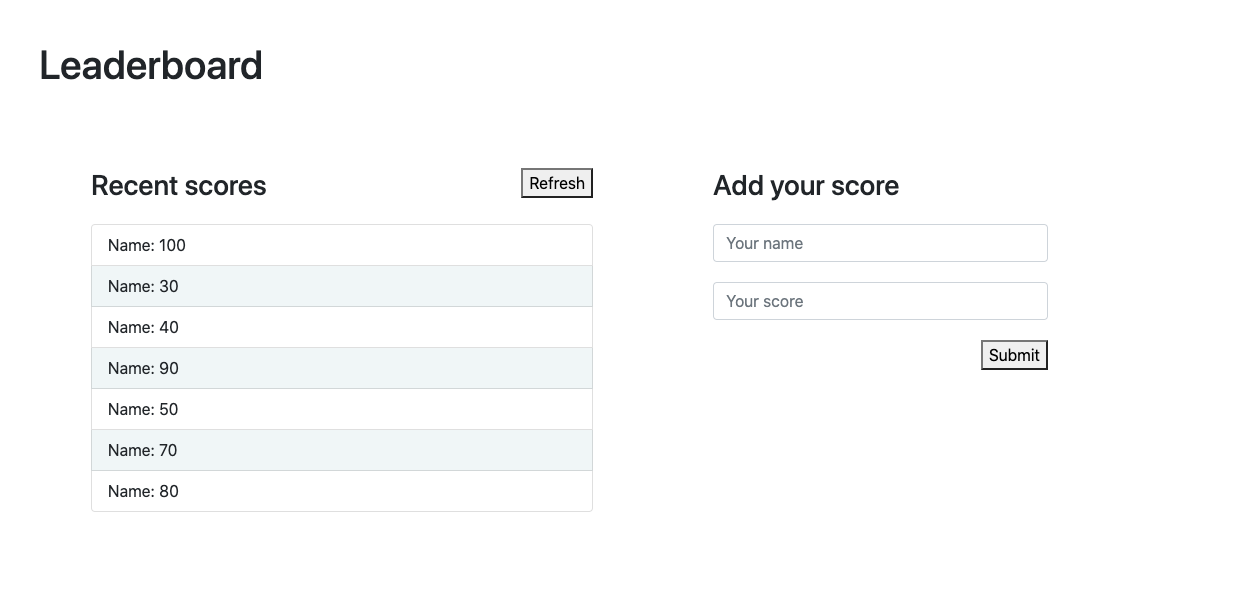 Leaderboard
Recent scores
Refresh
Name: 100
Name: 30
Name: 40
Name: 90
Name: 50
Name: 70
Name: 80
Add your score
Your name
Your score
Submit